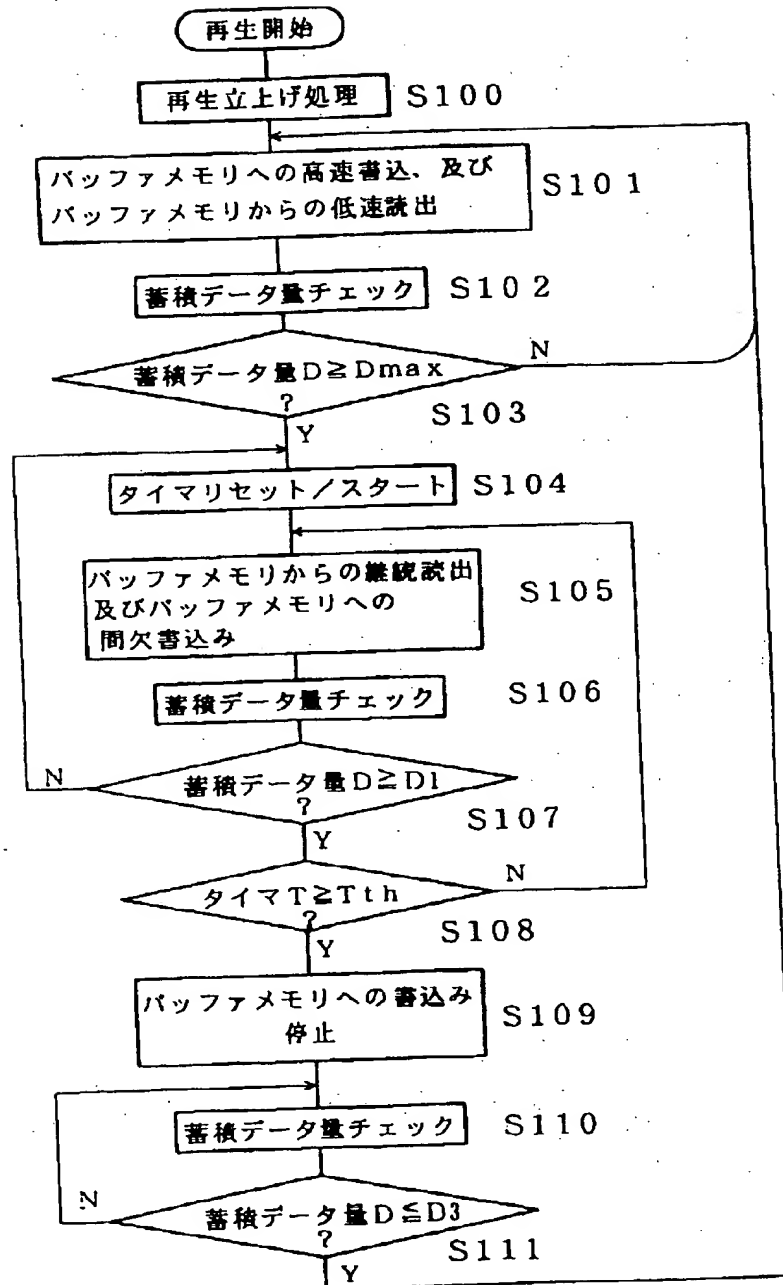 再生開始
再生立上げ処理 S100
バッファメモリへの高速書込、及び
バッファメモリからの低速読出
S101
蓄積データ量チェック S102
蓄積データ量D≧Dmax
?
N
S103
Y
タイマリセット／スタート S104
バッファメモリからの継続読出
及びバッファメモリへの
間欠書込み
S105
蓄積データ量チェック S106
N
蓄積データ量D≧D1
?
S107
Y
タイマT≧Tth
?
N
S108
Y
バッファメモリへの書込み
停止
S109
蓄積データ量チェック S110
N
蓄積データ量D≦D3
?
S111
Y